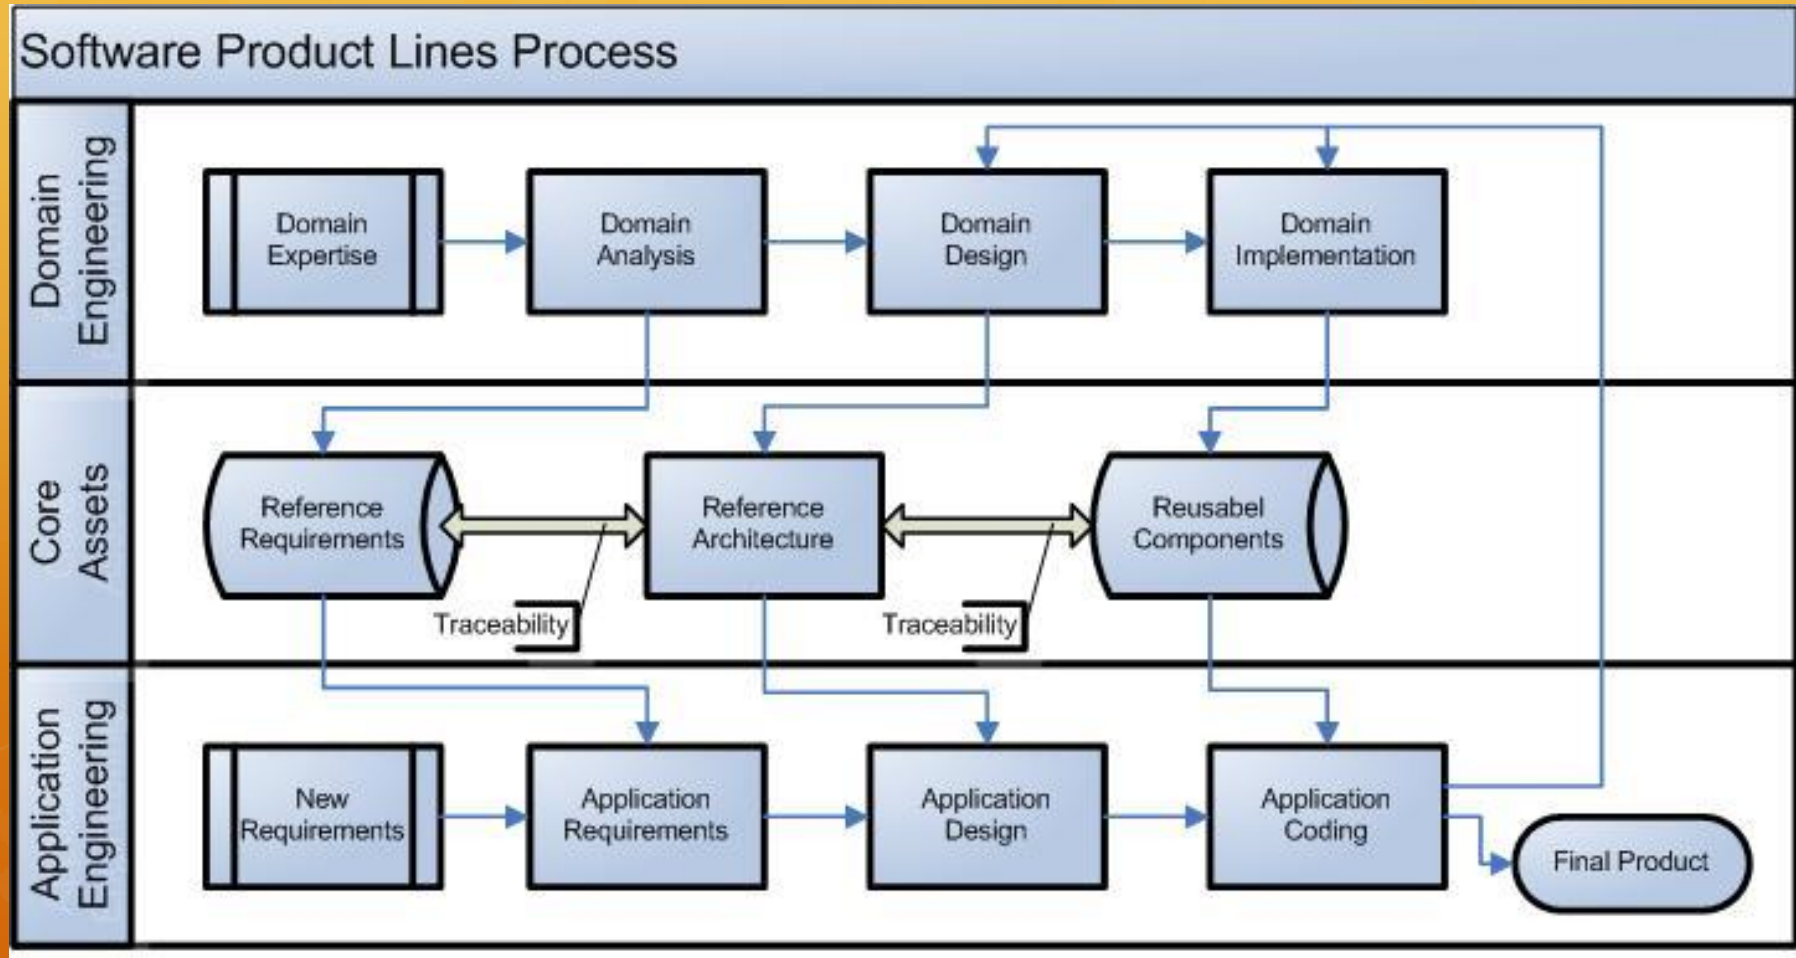 Software Product Lines Process
Domain
Engineering
Domain
Expertise
Domain
Analysis
Domain
Design
Domain
Implementation
Core
Assets
Reference
Requirements
Reference
Architecture
Reusabel
Components
Traceability
Traceability
Application
Engineering
New
Requirements
Application
Requirements
Application
Design
Application
Coding
Final Product